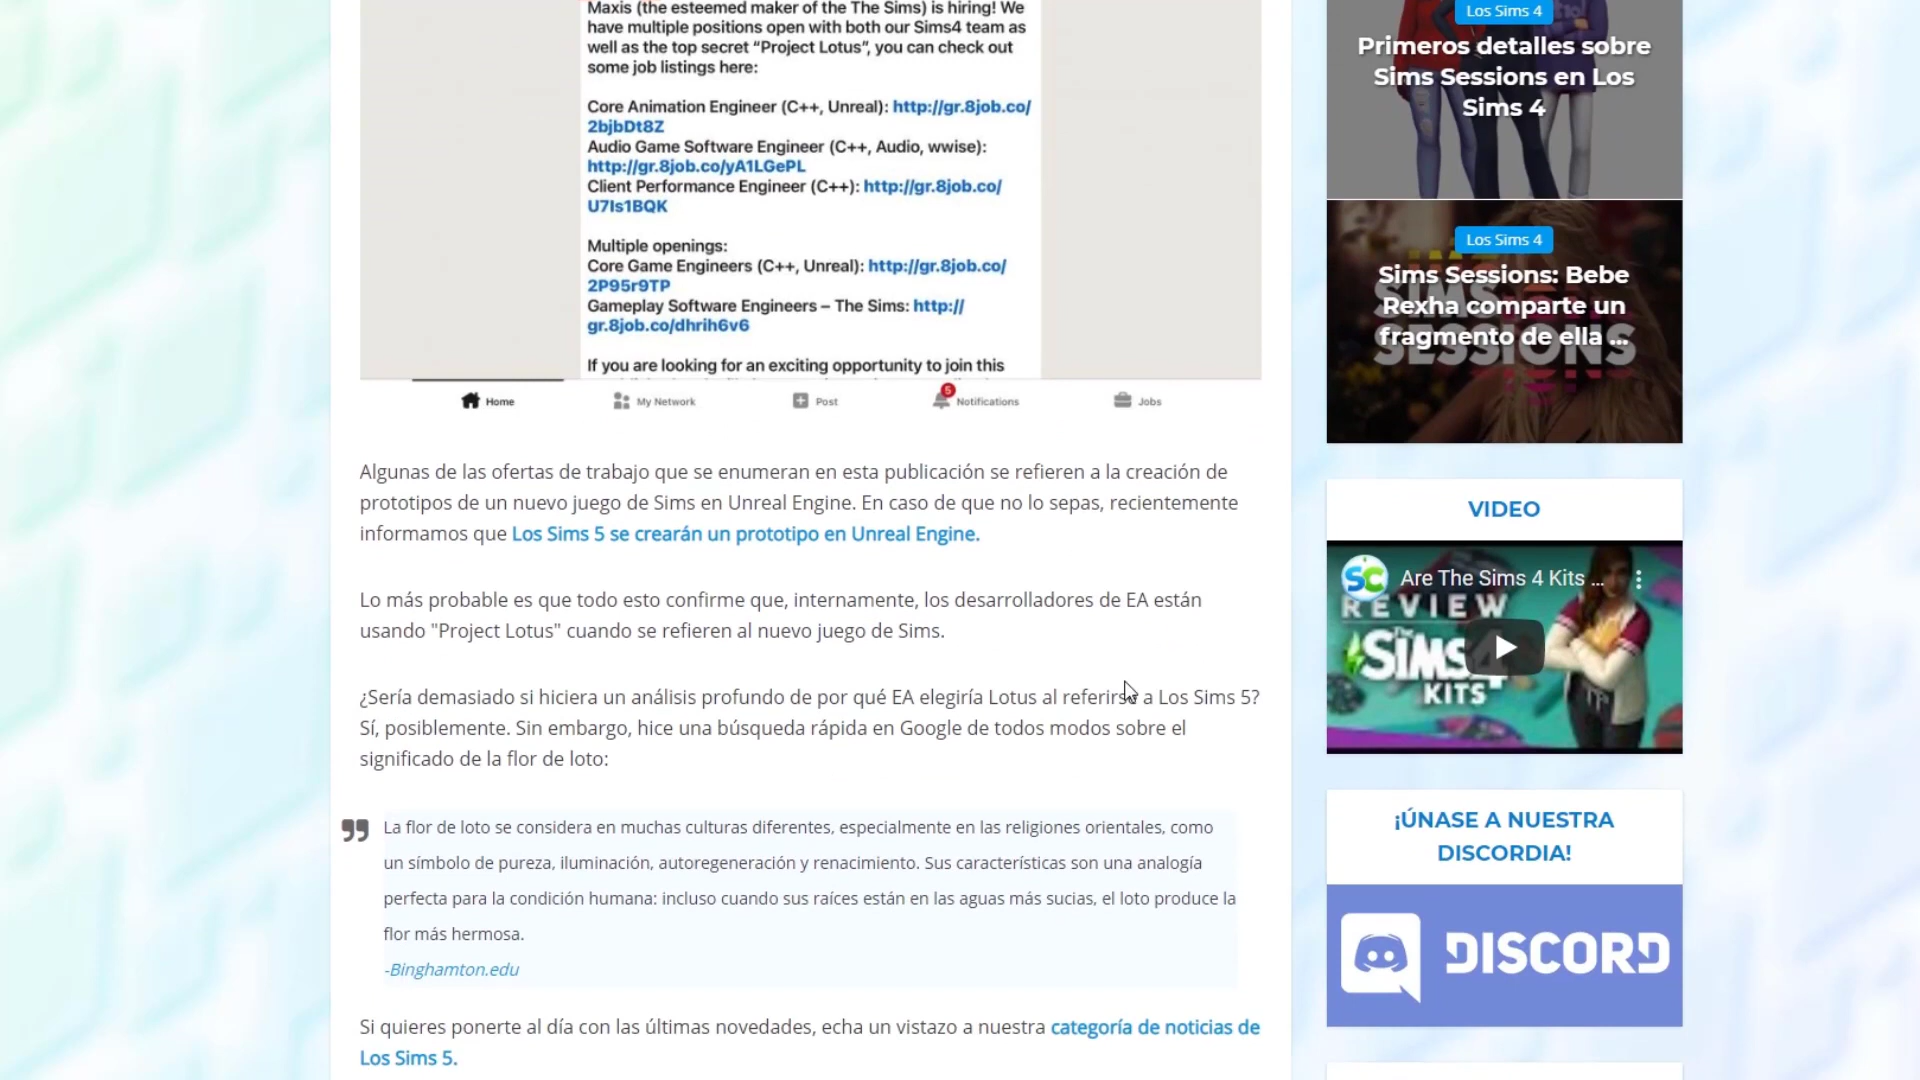 Maxis (the esteemed maker of the The Sims) is hiring! We
have multiple positions open with both our Sims4 team as
well as the top secret “Project Lotus”, you can check out
some job listings here:
Core Animation Engineer (C++, Unreal): http://gr.8job.co/
2bjbDt8Z
Audio Game Software Engineer (C++, Audio, wwise):
http://gr.8job.co/yA1LGePL
Client Performance Engineer (C++): http://gr.8job.co/
U7Is1BQK
Multiple openings:
Core Game Engineers (C++, Unreal): http://gr.8job.co/
2P95r9TP
Gameplay Software Engineers – The Sims: http://
gr.8job.co/dhrih6v6
If you are looking for an exciting opportunity to join this
Home
My Network
Post
5
Notifications
Jobs
Algunas de las ofertas de trabajo que se enumeran en esta publicación se refieren a la creación de
prototipos de un nuevo juego de Sims en Unreal Engine. En caso de que no lo sepas, recientemente
informamos que Los Sims 5 se crearán un prototipo en Unreal Engine.
Lo más probable es que todo esto confirme que, internamente, los desarrolladores de EA están
usando "Project Lotus" cuando se refieren al nuevo juego de Sims.
¿Sería demasiado si hiciera un análisis profundo de por qué EA elegiría Lotus al referirse a Los Sims 5?
Sí, posiblemente. Sin embargo, hice una búsqueda rápida en Google de todos modos sobre el
significado de la flor de loto:
La flor de loto se considera en muchas culturas diferentes, especialmente en las religiones orientales, como
un símbolo de pureza, iluminación, autoregeneración y renacimiento. Sus características son una analogía
perfecta para la condición humana: incluso cuando sus raíces están en las aguas más sucias, el loto produce la
flor más hermosa.
-Binghamton.edu
Si quieres ponerte al día con las últimas novedades, echa un vistazo a nuestra categoría de noticias de
Los Sims 5.
Los Sims 4
Primeros detalles sobre
Sims Sessions en Los
Sims 4
Los Sims 4
Sims Sessions: Bebe
Rexha comparte un
fragmento de ella ...
SIMS
SESSIONS
VIDEO
SC
Are The Sims 4 Kits ...
REVIEW
The
SIMS 4
KITS
¡ÚNASE A NUESTRA
DISCORDIA!
DISCORD